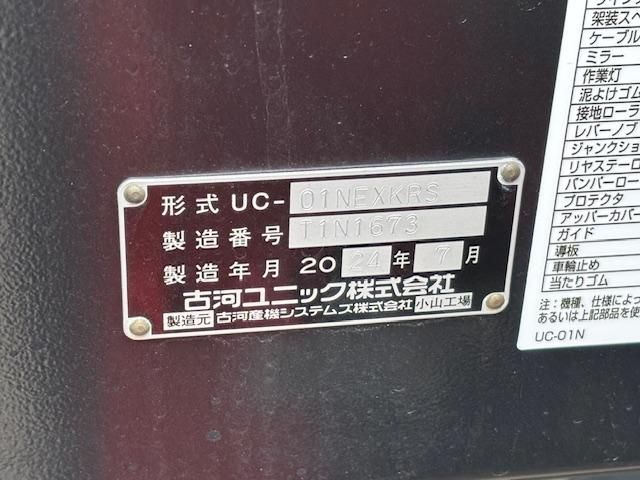 形式 UC-01NEXKRS
製造番号 T1N1673
製造年月 2024年7月
古河ユニック株式会社
製造元 古河産機システムズ株式会社 小山工場
架装スペ
ケーブル
ミラー
作業灯
泥よけゴム
接地ローラ
レバーノブ
ジャンクショ
リヤステーロ
バンパーロー
プロテクタ
アッパーカバ
ガイド
導板
車輪止め
当たりゴム
注：機種、仕様によっ
あるいは上記部品を使
UC-01N